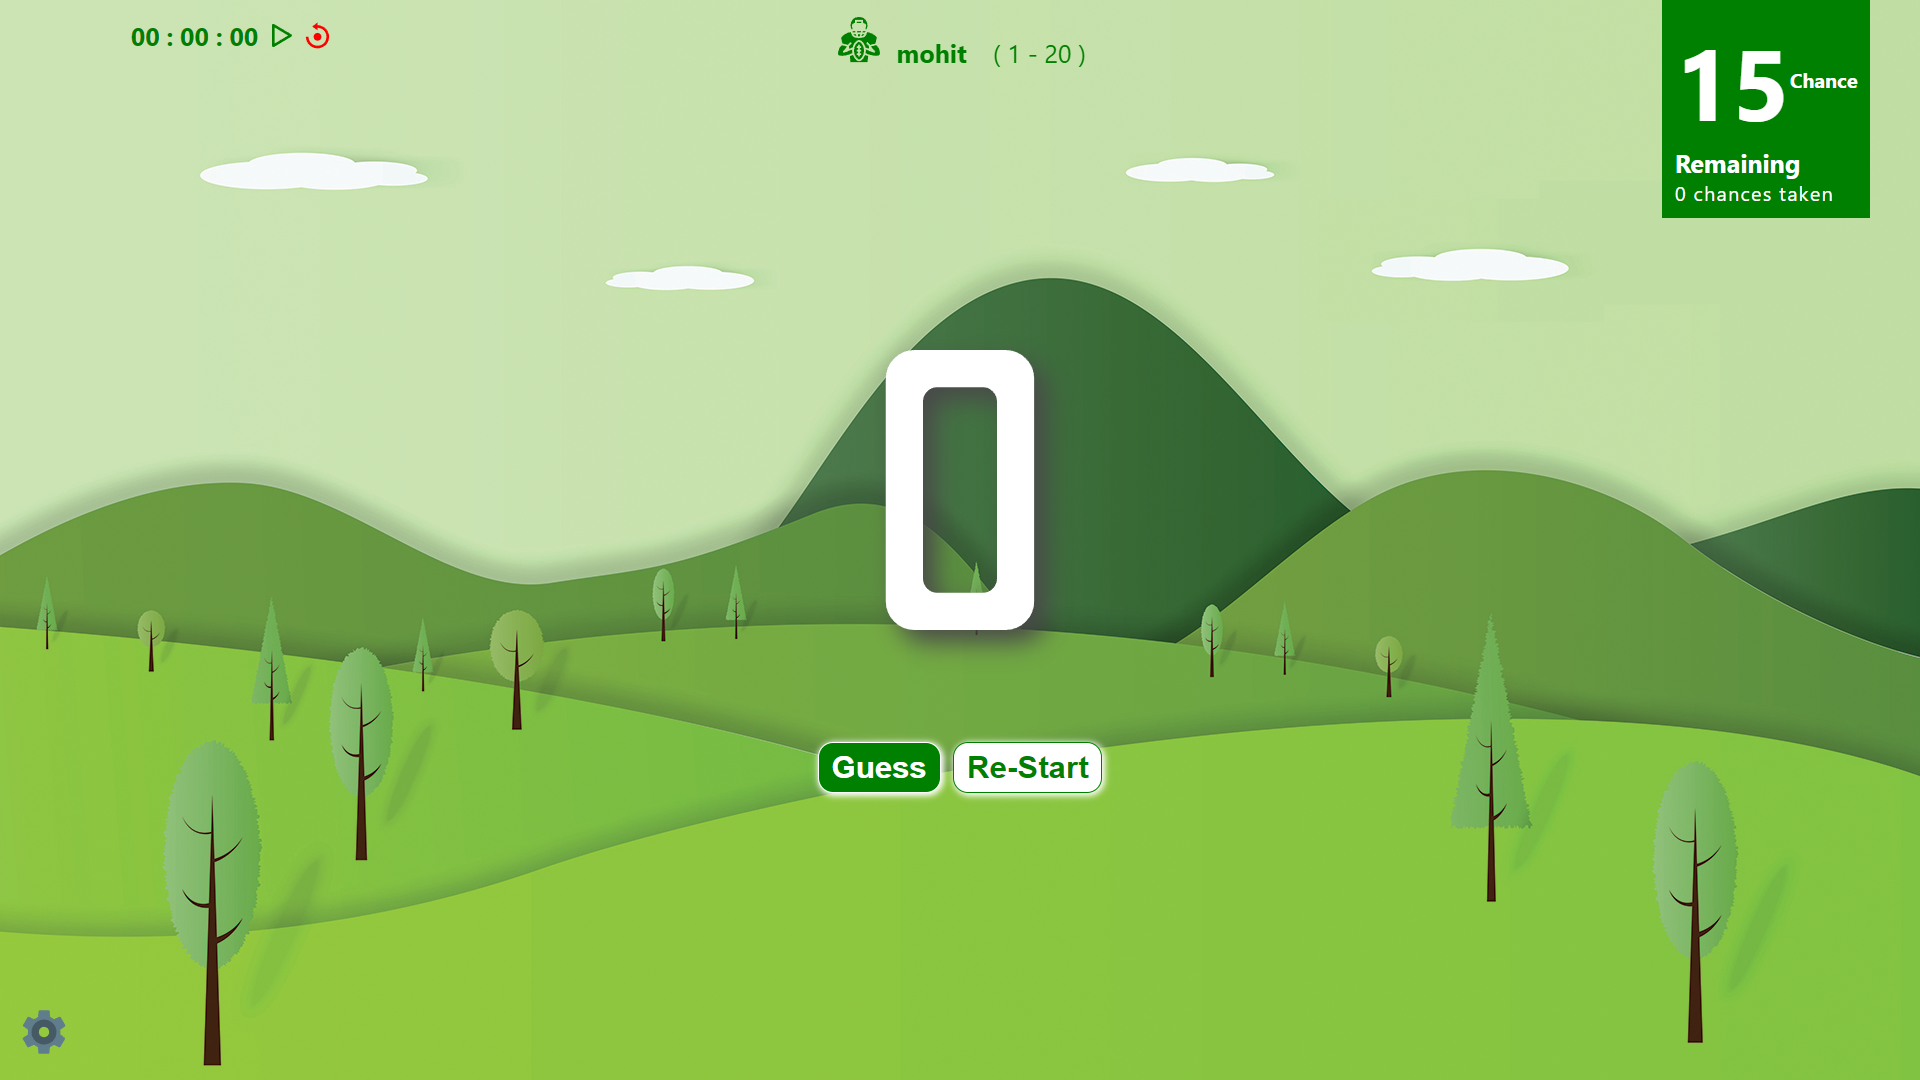 00 : 00 : 00
mohit ( 1 - 20 )
15 Chance
Remaining
0 chances taken
0
Guess
Re-Start